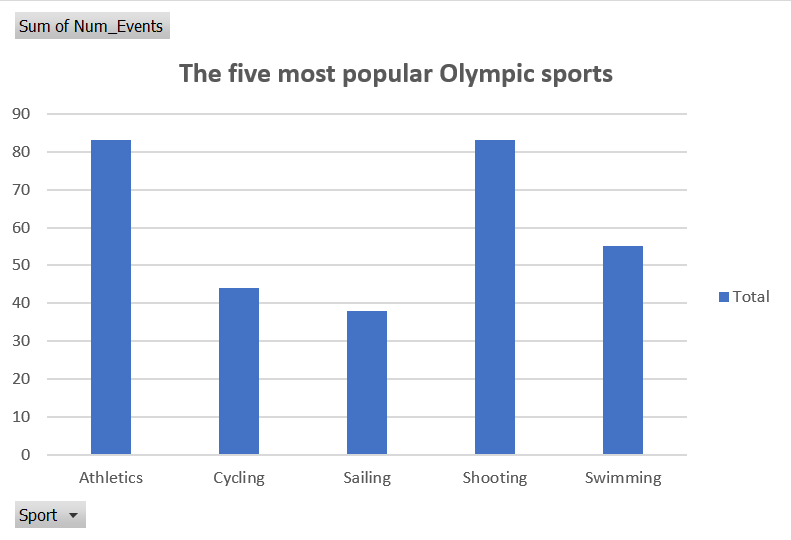 Sum of Num_Events
The five most popular Olympic sports
90
80
70
60
50
40
30
20
10
0
Athletics Cycling Sailing Shooting Swimming
Total
Sport